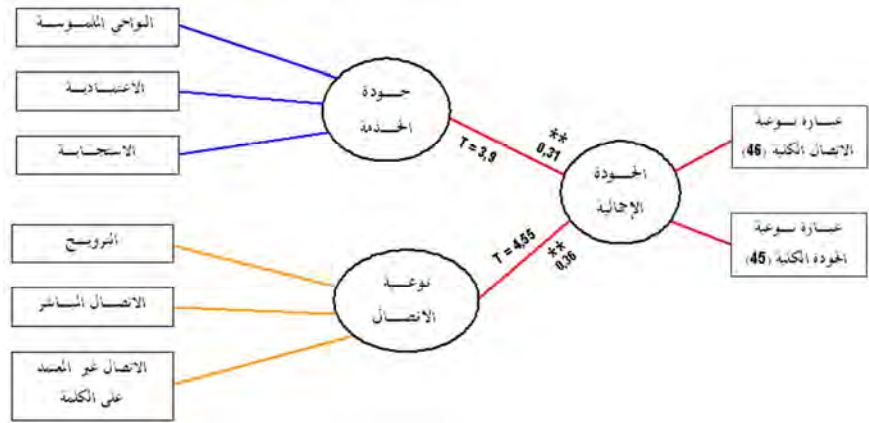 النواحي الملموسة
الاعتمادية
الاستجابة
جودة
الخدمة
T = 3,9
**
0,31
الجودة
الإجمالية
عبارة نوعية
الاتصال الكلية (46)
عبارة نوعية
الجودة الكلية (45)
الترويج
الاتصال المباشر
الاتصال غير المعتمد
على الكلمة
نوعية
الاتصال
T = 4,55
**
0,36